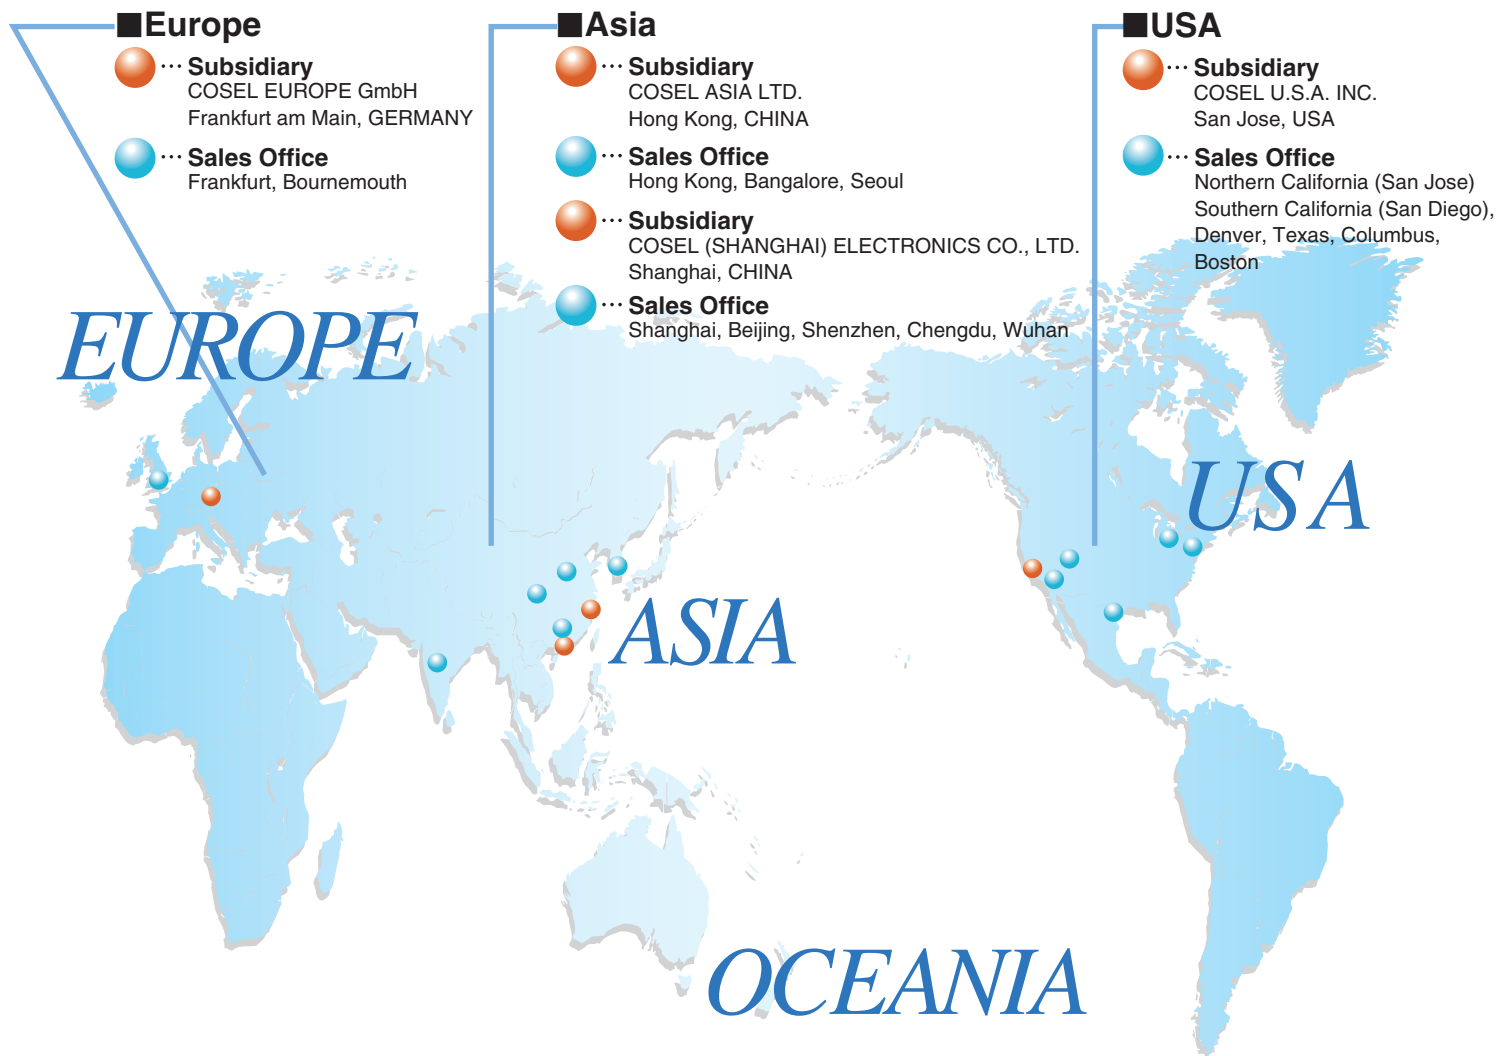 ■Europe
··· Subsidiary
COSEL EUROPE GmbH
Frankfurt am Main, GERMANY
··· Sales Office
Frankfurt, Bournemouth
■Asia
··· Subsidiary
COSEL ASIA LTD.
Hong Kong, CHINA
··· Sales Office
Hong Kong, Bangalore, Seoul
··· Subsidiary
COSEL (SHANGHAI) ELECTRONICS CO., LTD.
Shanghai, CHINA
··· Sales Office
Shanghai, Beijing, Shenzhen, Chengdu, Wuhan
■USA
··· Subsidiary
COSEL U.S.A. INC.
San Jose, USA
··· Sales Office
Northern California (San Jose)
Southern California (San Diego),
Denver, Texas, Columbus,
Boston
EUROPE
USA
ASIA
OCEANIA